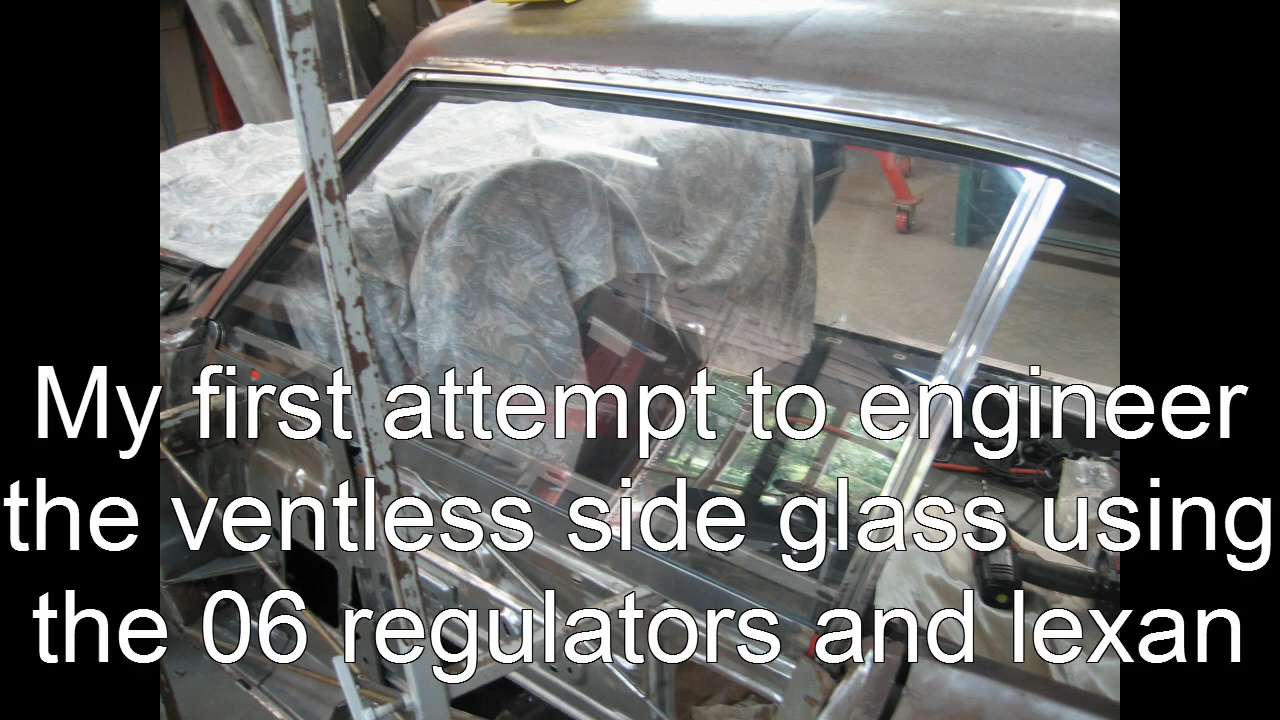 My first attempt to engineer
the ventless side glass using
the 06 regulators and lexan